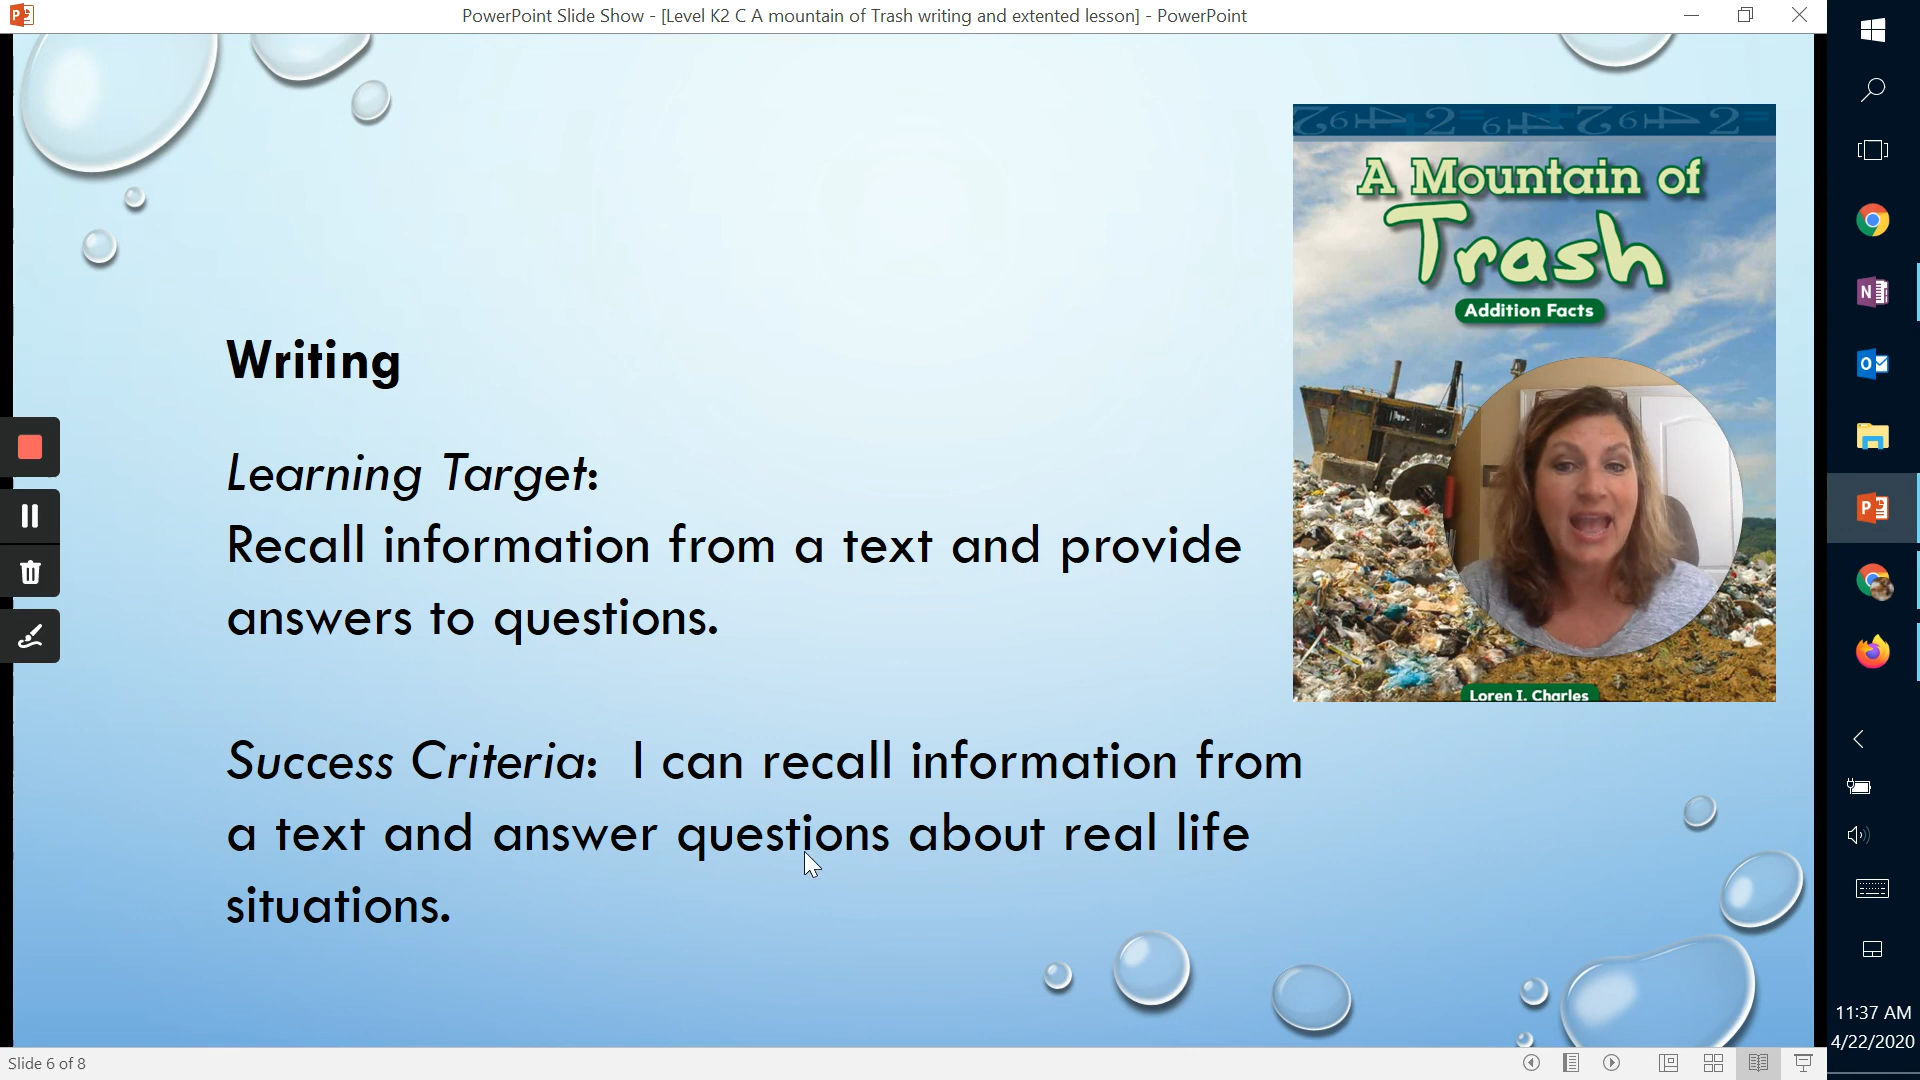 PowerPoint Slide Show - [Level K2 C A mountain of Trash writing and extented lesson] - PowerPoint
A Mountain of
Trash
Addition Facts
Loren I. Charles
Writing
Learning Target:
Recall information from a text and provide
answers to questions.
Success Criteria: I can recall information from
a text and answer questions about real life
situations.
Slide 6 of 8
11:37 AM
4/22/2020